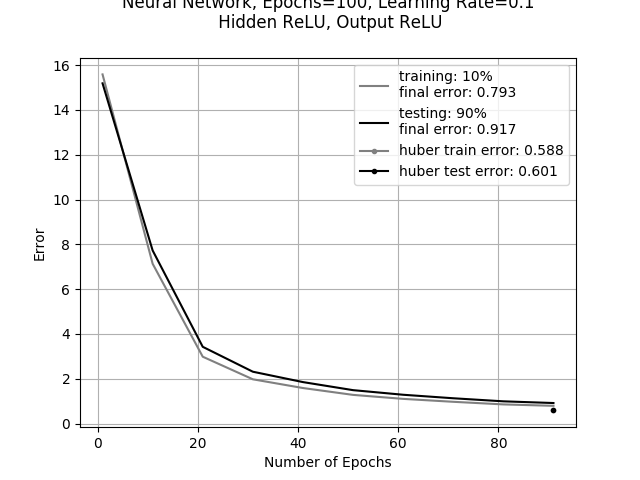 Neural Network, Epochs=100, Learning Rate=0.1
Hidden ReLU, Output ReLU
16
14
12
10
8
6
4
2
0
Error
training: 10%
final error: 0.793
testing: 90%
final error: 0.917
huber train error: 0.588
huber test error: 0.601
0
20
40
60
80
Number of Epochs